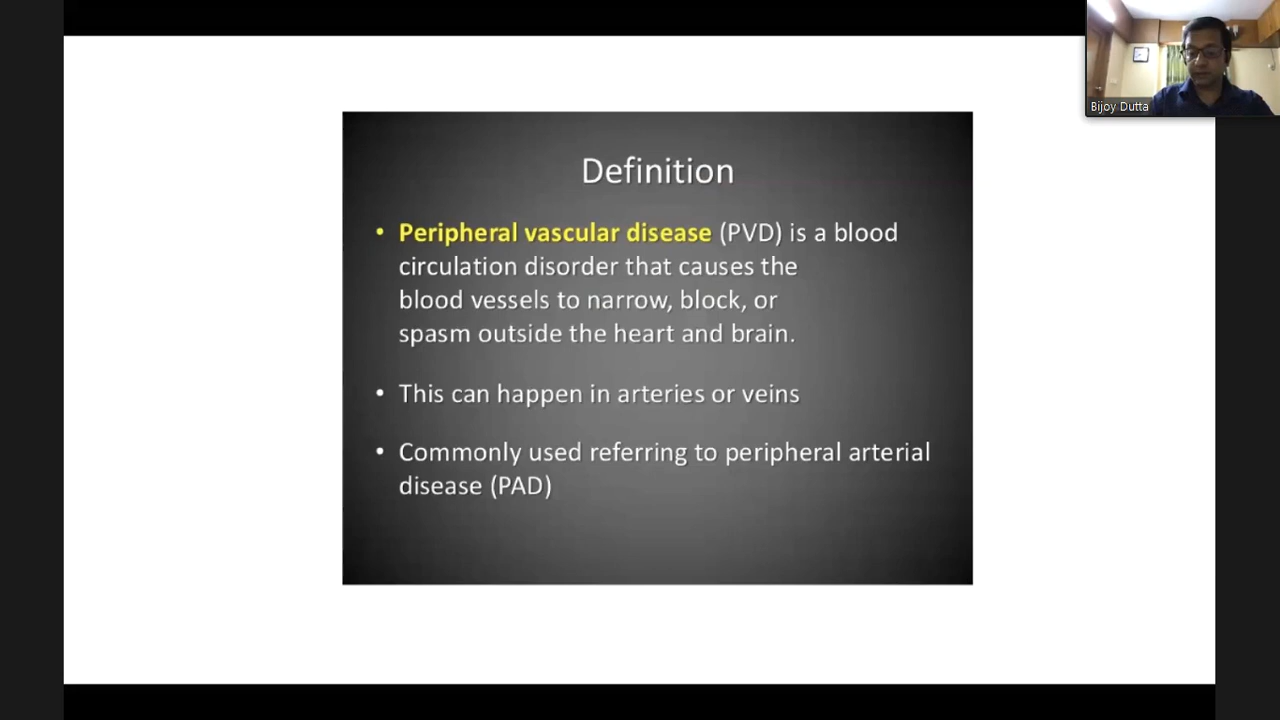 Bijoy Dutta
Definition
• Peripheral vascular disease (PVD) is a blood
circulation disorder that causes the
blood vessels to narrow, block, or
spasm outside the heart and brain.
• This can happen in arteries or veins
• Commonly used referring to peripheral arterial
disease (PAD)